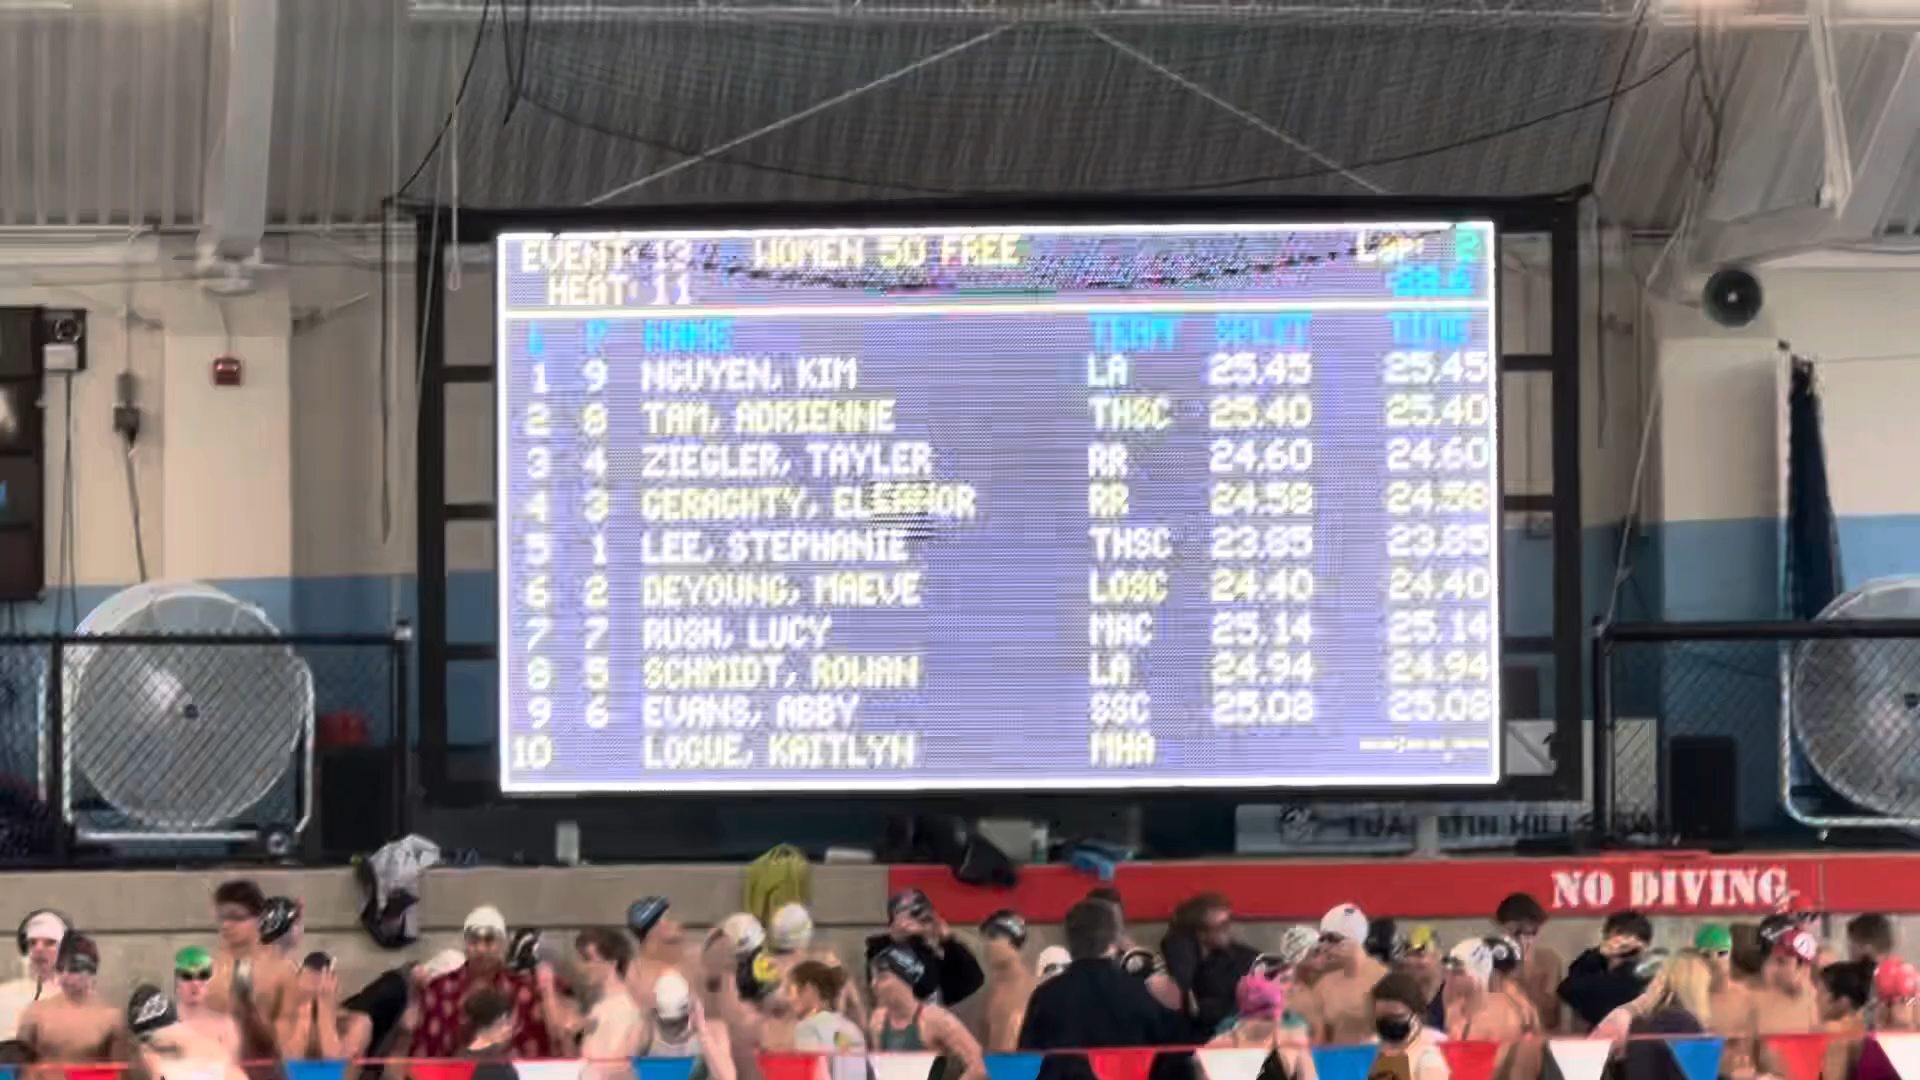 EVENT: 13 WOMEN 50 FREE Lap: 2
HEAT: 11
L P NAME TEAM SPLIT TIME
1 9 NGUYEN, KIM LA 25.45 25.45
2 8 TAM, ADRIENNE THSC 25.40 25.40
3 4 ZIEGLER, TAYLER RR 24.60 24.60
4 3 GERAGHTY, ELEANOR RR 24.58 24.58
5 1 LEE, STEPHANIE THSC 23.85 23.85
6 2 DEYOUNG, MAEVE LOSC 24.40 24.40
7 7 RUSH, LUCY MAC 25.14 25.14
8 5 SCHMIDT, ROWAN LA 24.94 24.94
9 6 EVANS, ABBY SSC 25.08 25.08
10 LOGUE, KAITLYN MHA
NO DIVING